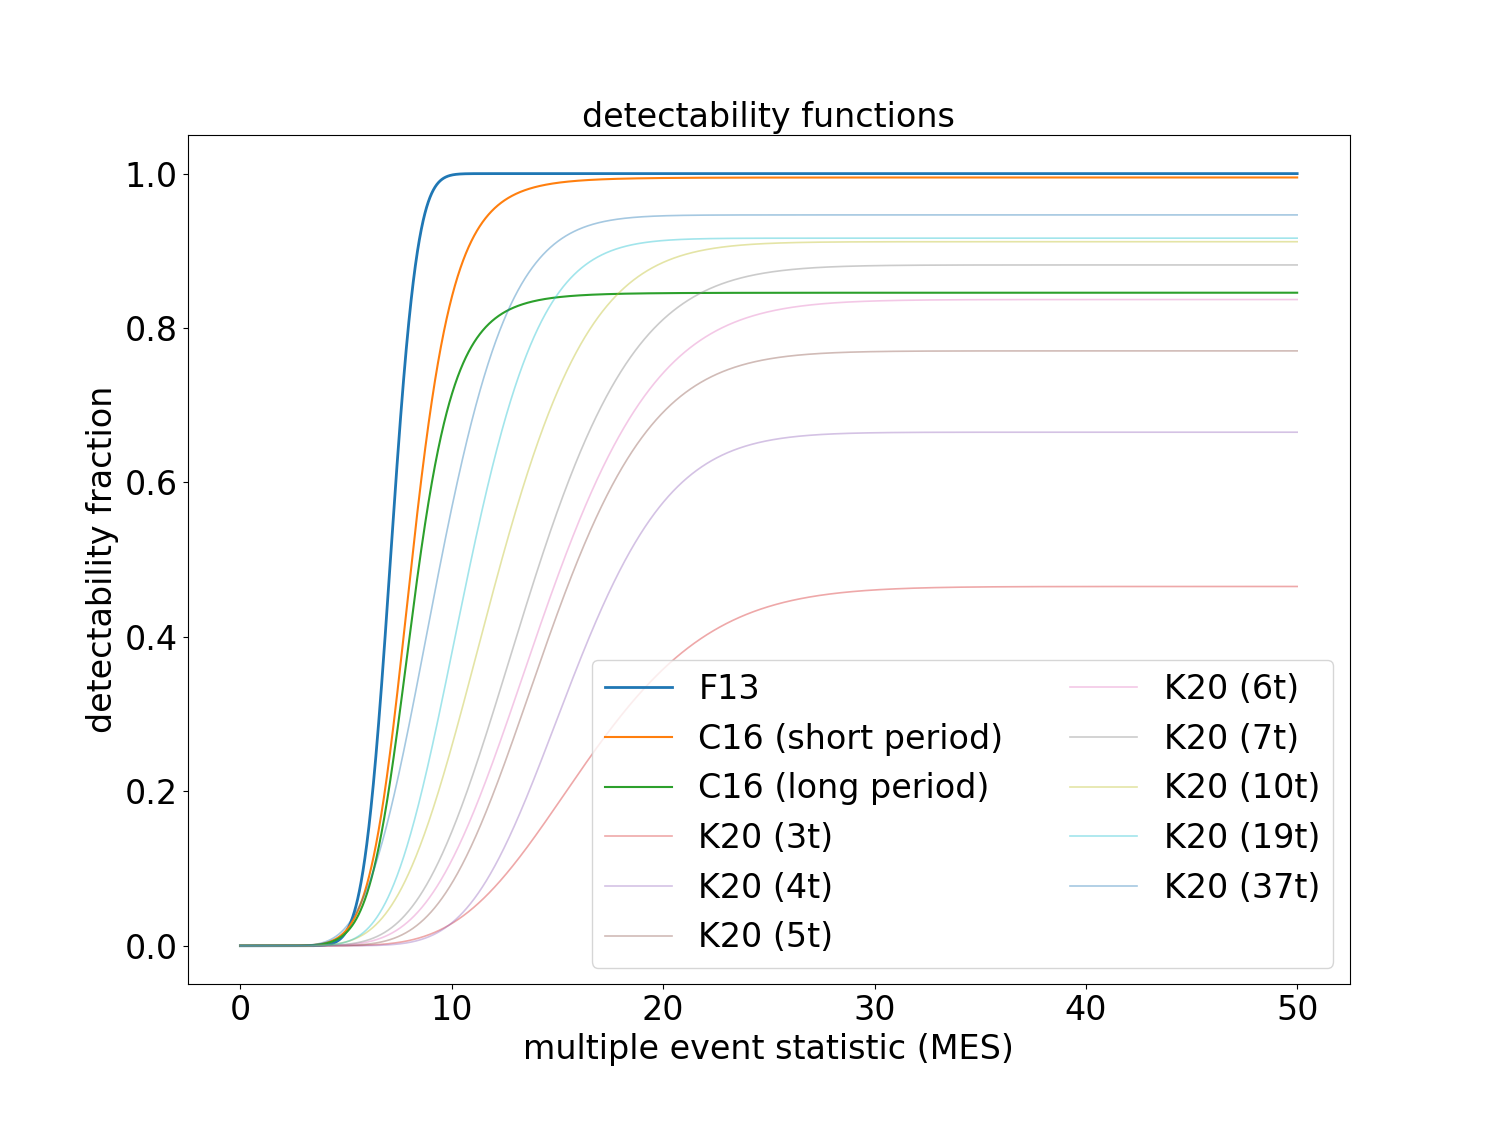 detectability functions
1.0
0.8
0.6
0.4
0.2
0.0
detectability fraction
0
10
20
30
40
50
multiple event statistic (MES)
F13
C16 (short period)
C16 (long period)
K20 (3t)
K20 (4t)
K20 (5t)
K20 (6t)
K20 (7t)
K20 (10t)
K20 (19t)
K20 (37t)